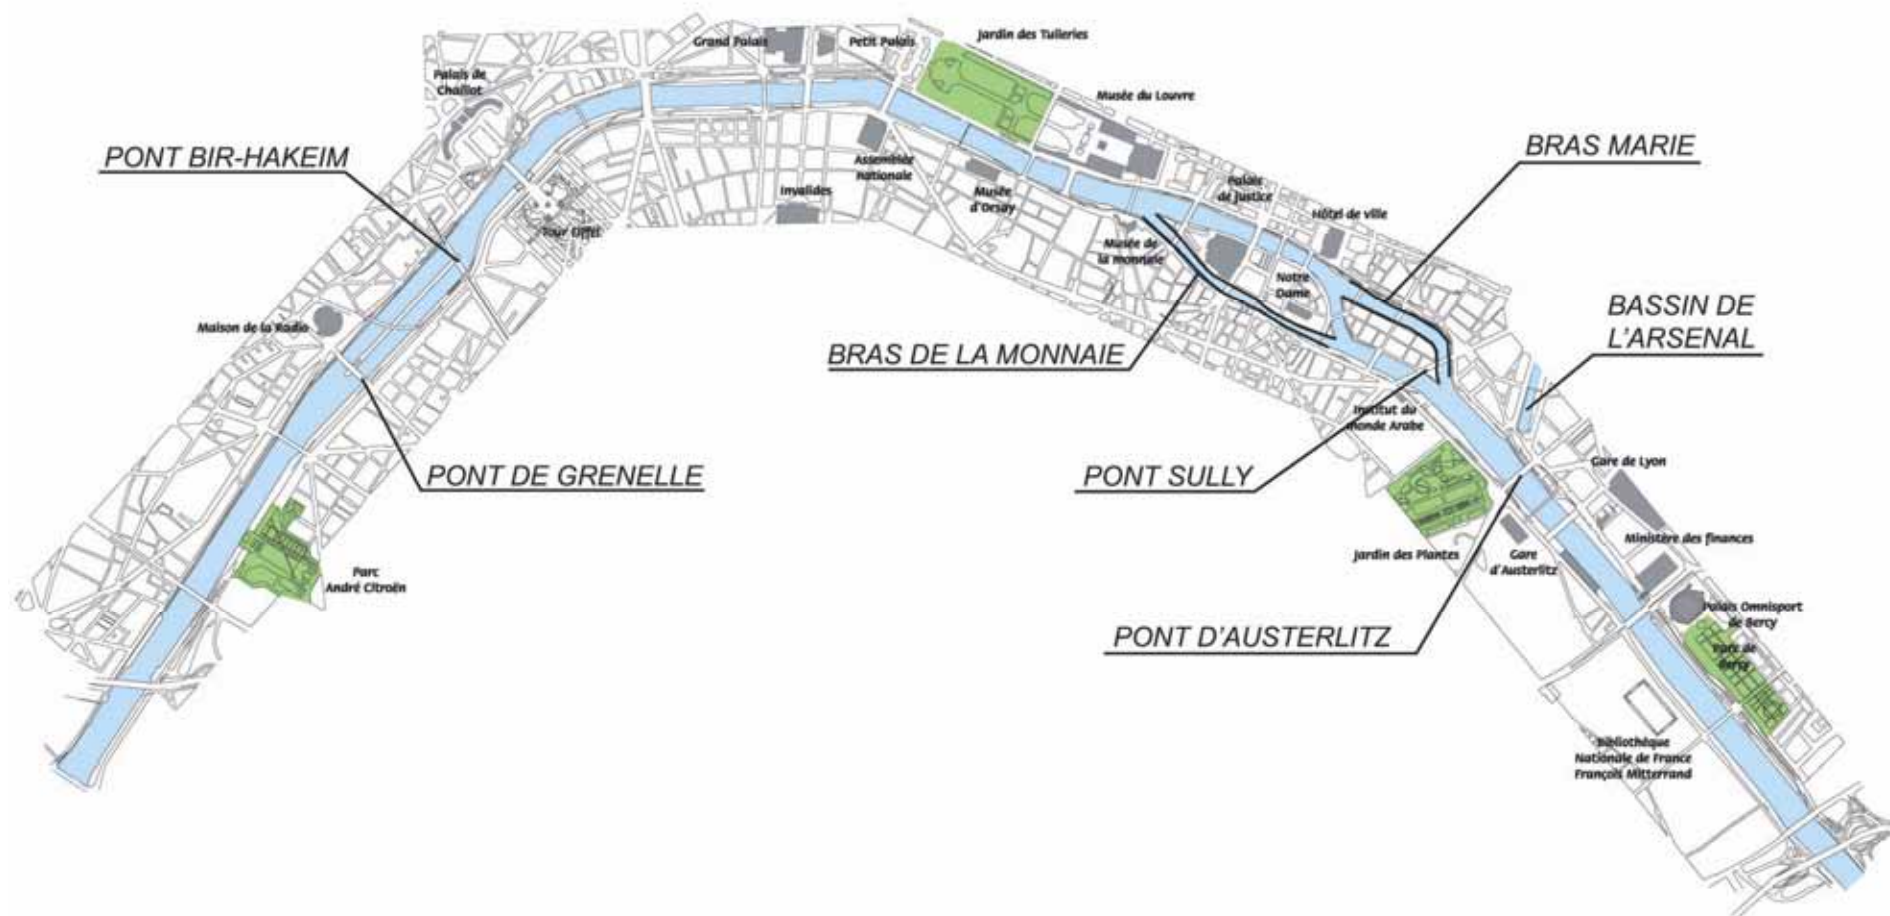 Jardin des Tuileries
Grand Palais
Petit Palais
Palais de
Chaillot
Musée du Louvre
PONT BIR-HAKEIM
BRAS MARIE
Assemblée
Nationale
Palais
de Justice
Invalides
Musée
d'Orsay
Hôtel de ville
Tour Eiffel
Musée de
la monnaie
Notre
Dame
BASSIN DE
L'ARSENAL
Maison de la Radio
BRAS DE LA MONNAIE
Institut du
monde Arabe
PONT DE GRENELLE
PONT SULLY
Gare de Lyon
Jardin des Plantes
Gare
d'Austerlitz
Ministère des finances
Parc
André Citroën
Palais Omnisport
de Bercy
PONT D'AUSTERLITZ
Parc de
Bercy
Bibliothèque
Nationale de France
François Mitterrand